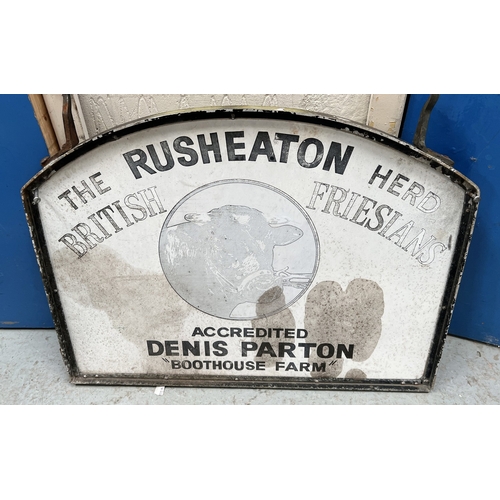 THE RUSHEATON HERD
BRITISH FRIESIANS
ACCREDITED
DENIS PARTON
"BOOTHOUSE FARM"